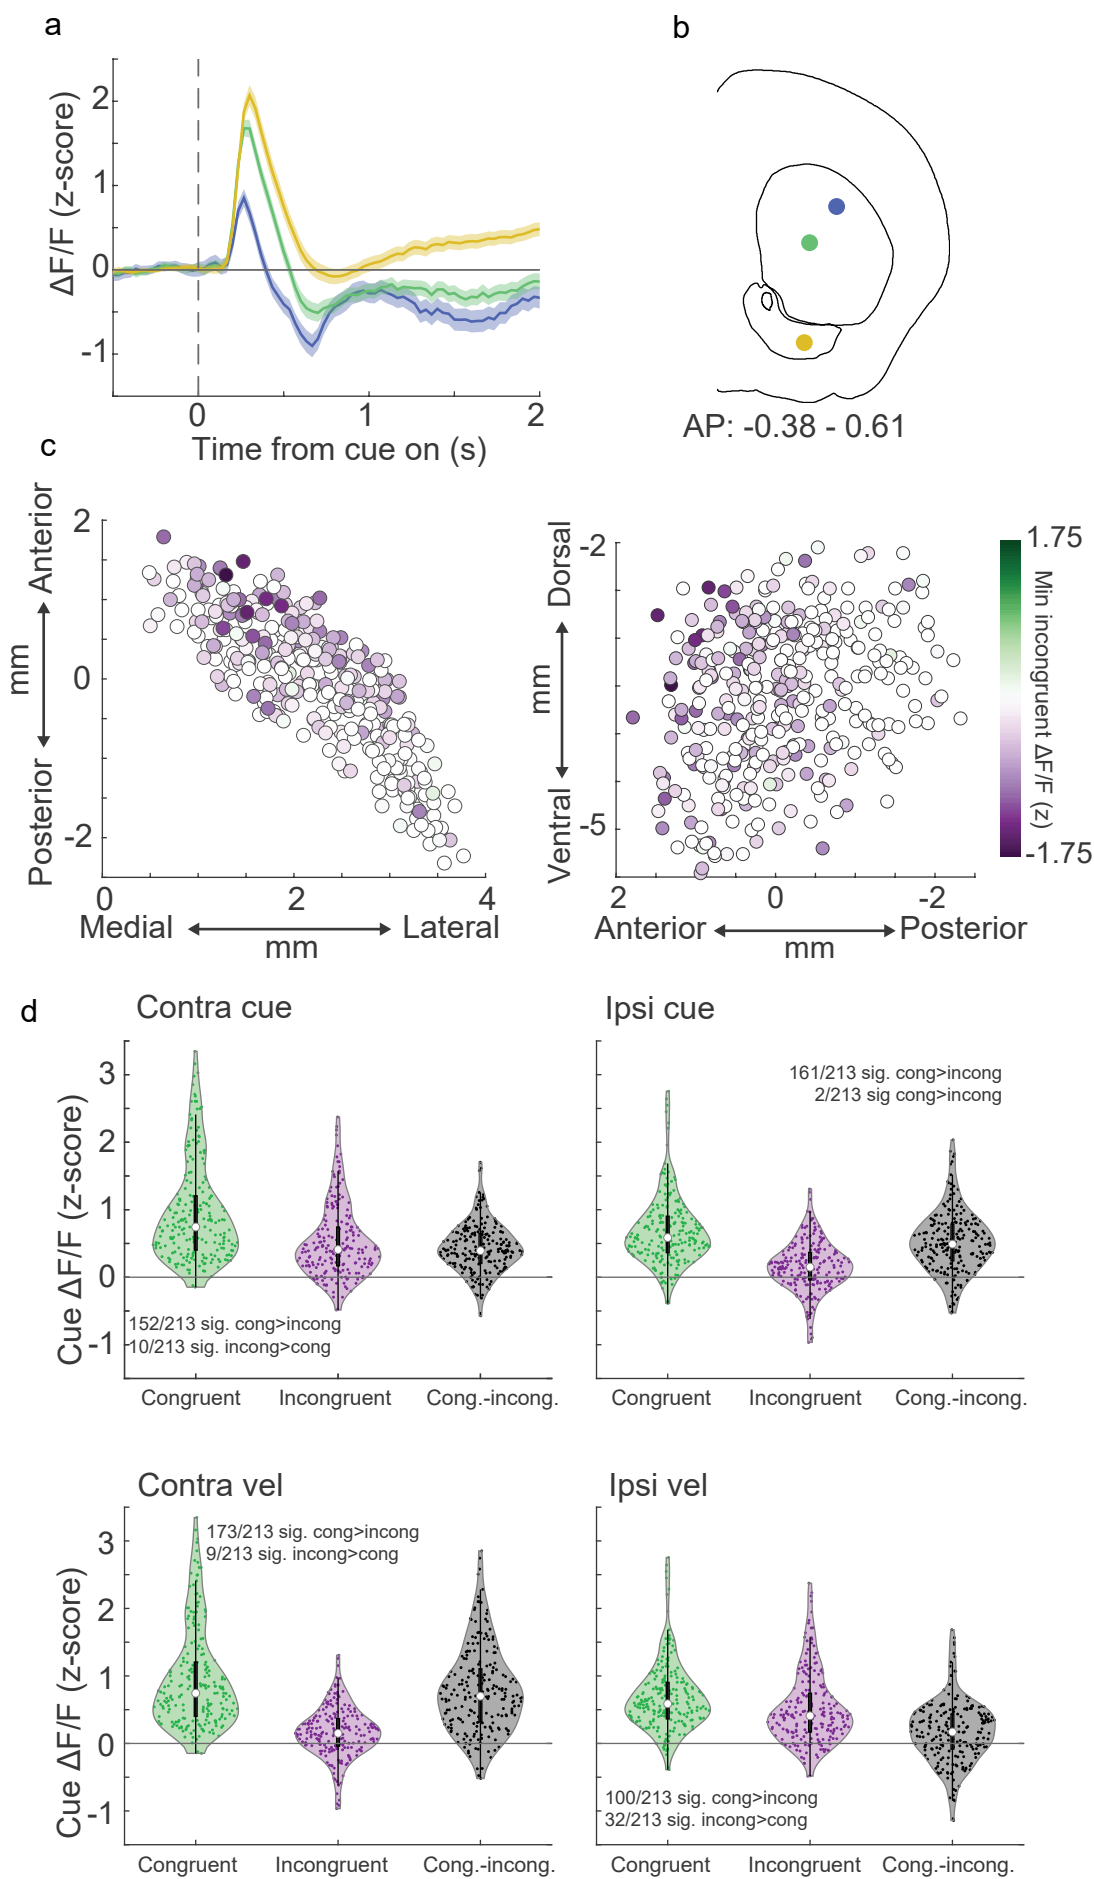 a
b
ΔF/F (z-score)
2
1
0
-1
0
1
2
Time from cue on (s)
AP: -0.38 - 0.61
c
Posterior
Anterior
mm
2
0
-2
0
2
4
Medial
Lateral
mm
Ventral
Dorsal
mm
-2
-5
2
0
-2
Anterior
Posterior
mm
1.75
Min incongruent ΔF/F (z)
-1.75
d
Contra cue
Cue ΔF/F (z-score)
3
2
1
0
-1
152/213 sig. cong>incong
10/213 sig. incong>cong
Congruent
Incongruent
Cong.-incong.
Ipsi cue
161/213 sig. cong>incong
2/213 sig cong>incong
Congruent
Incongruent
Cong.-incong.
Contra vel
Cue ΔF/F (z-score)
3
2
1
0
-1
173/213 sig. cong>incong
9/213 sig. incong>cong
Congruent
Incongruent
Cong.-incong.
Ipsi vel
100/213 sig. cong>incong
32/213 sig. incong>cong
Congruent
Incongruent
Cong.-incong.